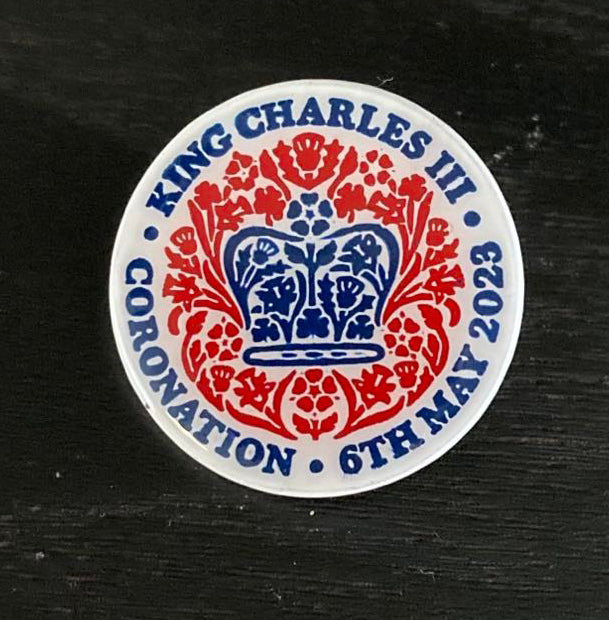 KING CHARLES III
• CORONATION • 6TH MAY 2023 •